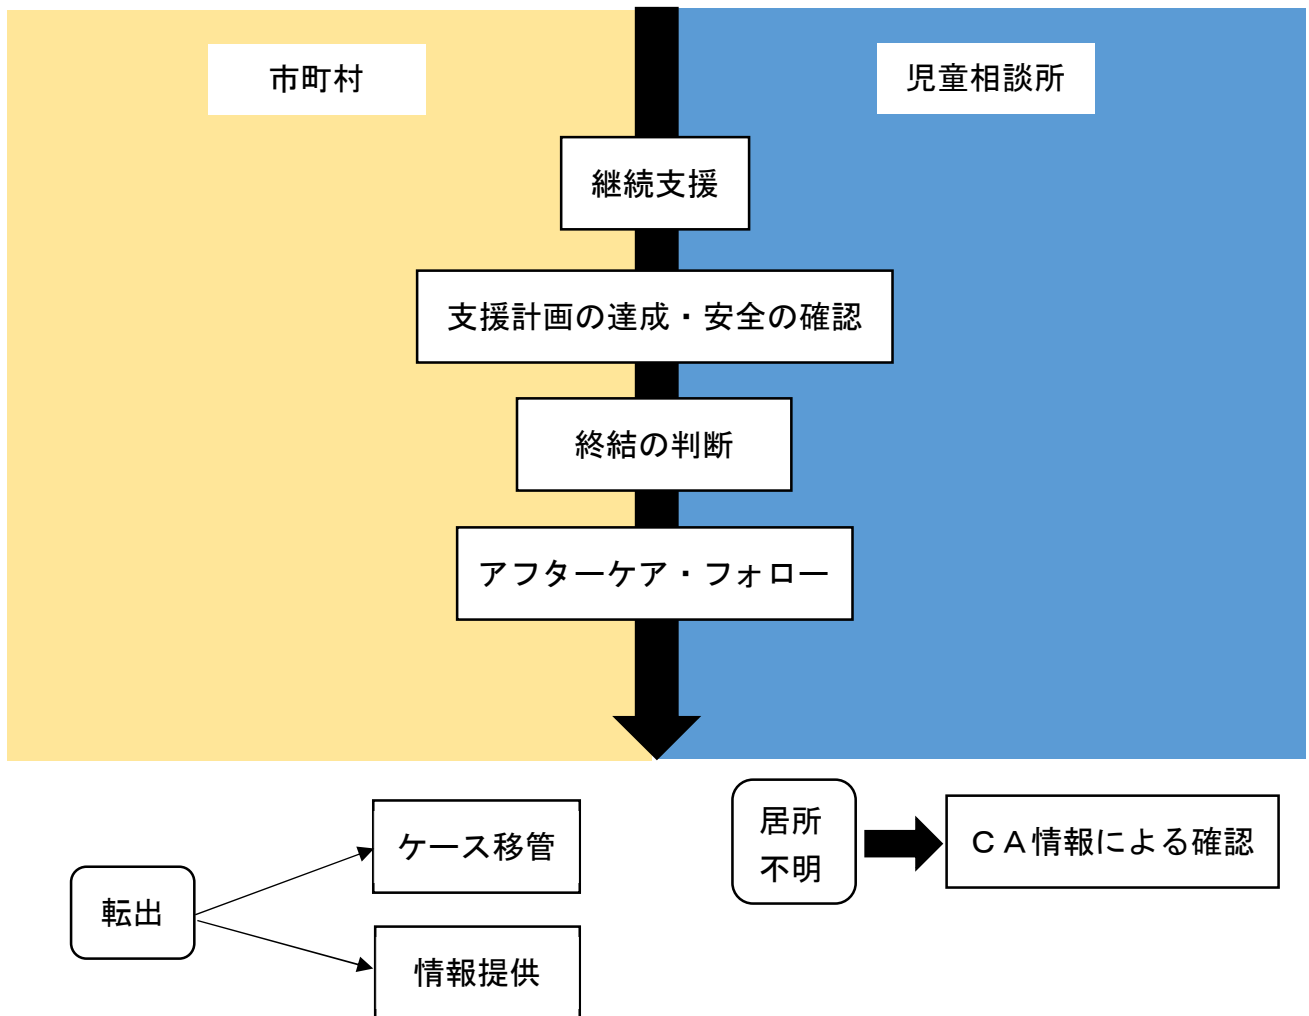 市町村
児童相談所
継続支援
支援計画の達成・安全の確認
終結の判断
アフターケア・フォロー
転出
ケース移管
情報提供
居所
不明
ＣＡ情報による確認